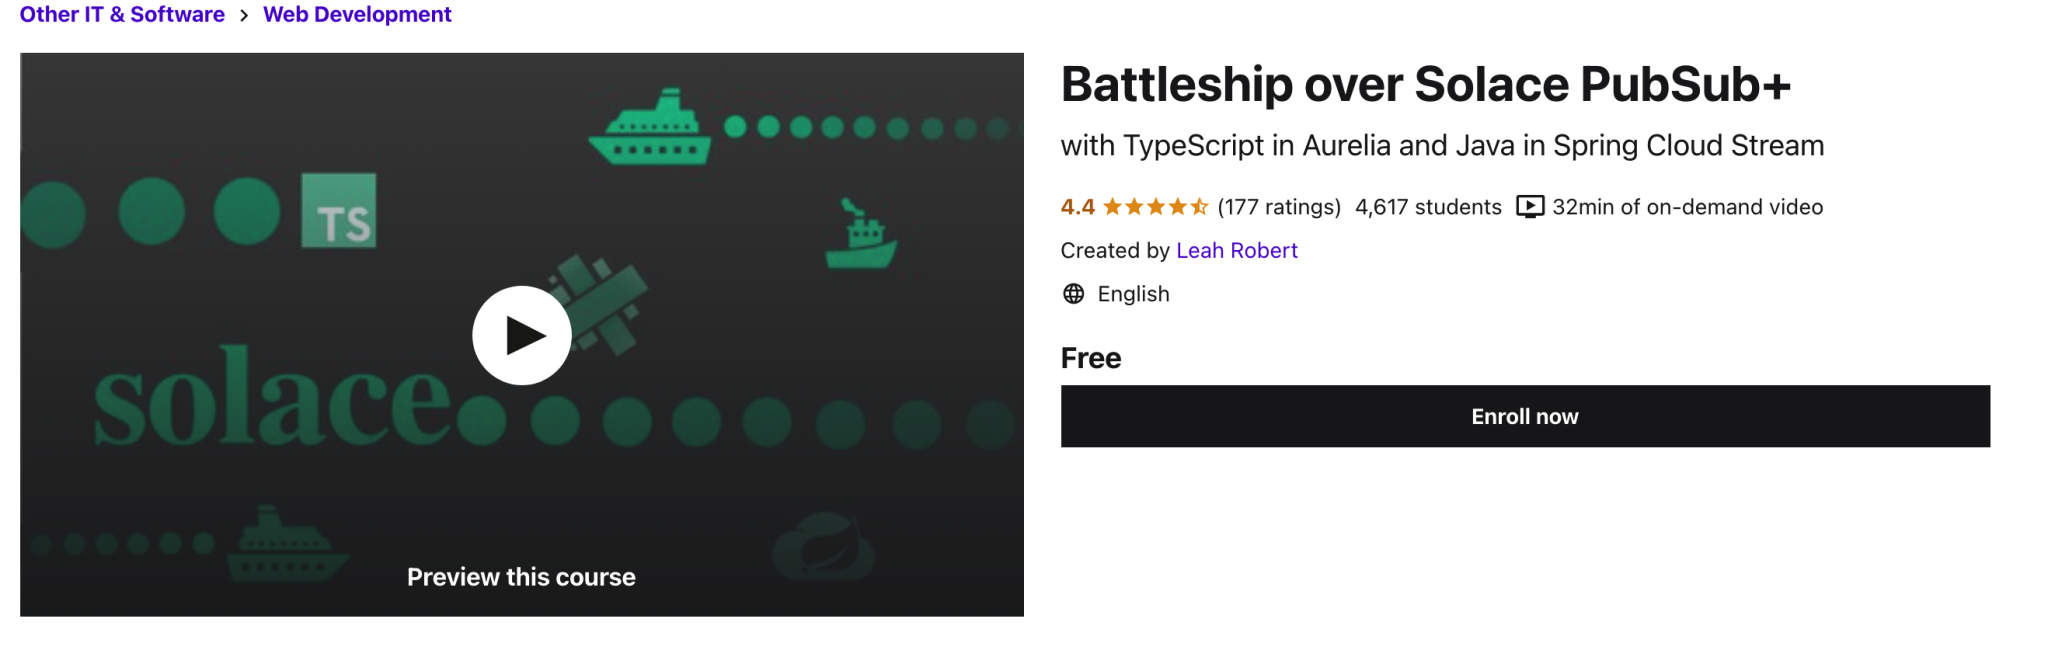 Other IT & Software > Web Development
TS
solace
Preview this course
Battleship over Solace PubSub+
with TypeScript in Aurelia and Java in Spring Cloud Stream
4.4 (177 ratings) 4,617 students 32min of on-demand video
Created by Leah Robert
English
Free
Enroll now